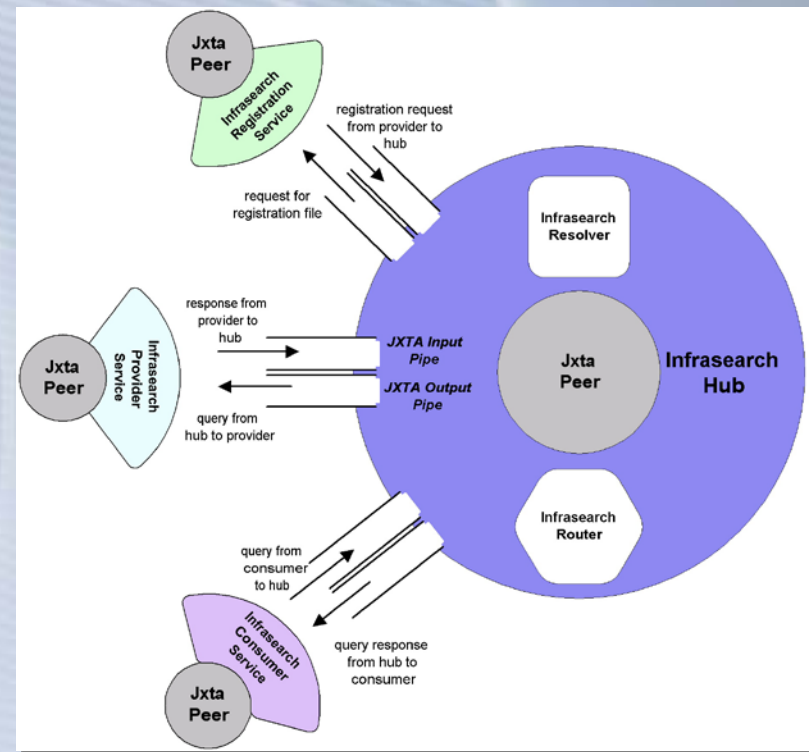 Jxta
Peer
Infrasearch
Registration
Service
registration request
from provider to
hub
request for
registration file
Infrasearch
Resolver
response from
provider to
hub
JXTA Input
Pipe
Jxta
Peer
Infrasearch
Provider
Service
JXTA Output
Pipe
query from
hub to provider
Jxta
Peer
Infrasearch
Hub
Infrasearch
Router
query from
consumer
to hub
Infrasearch
Consumer
Service
query response
from hub to
consumer
Jxta
Peer